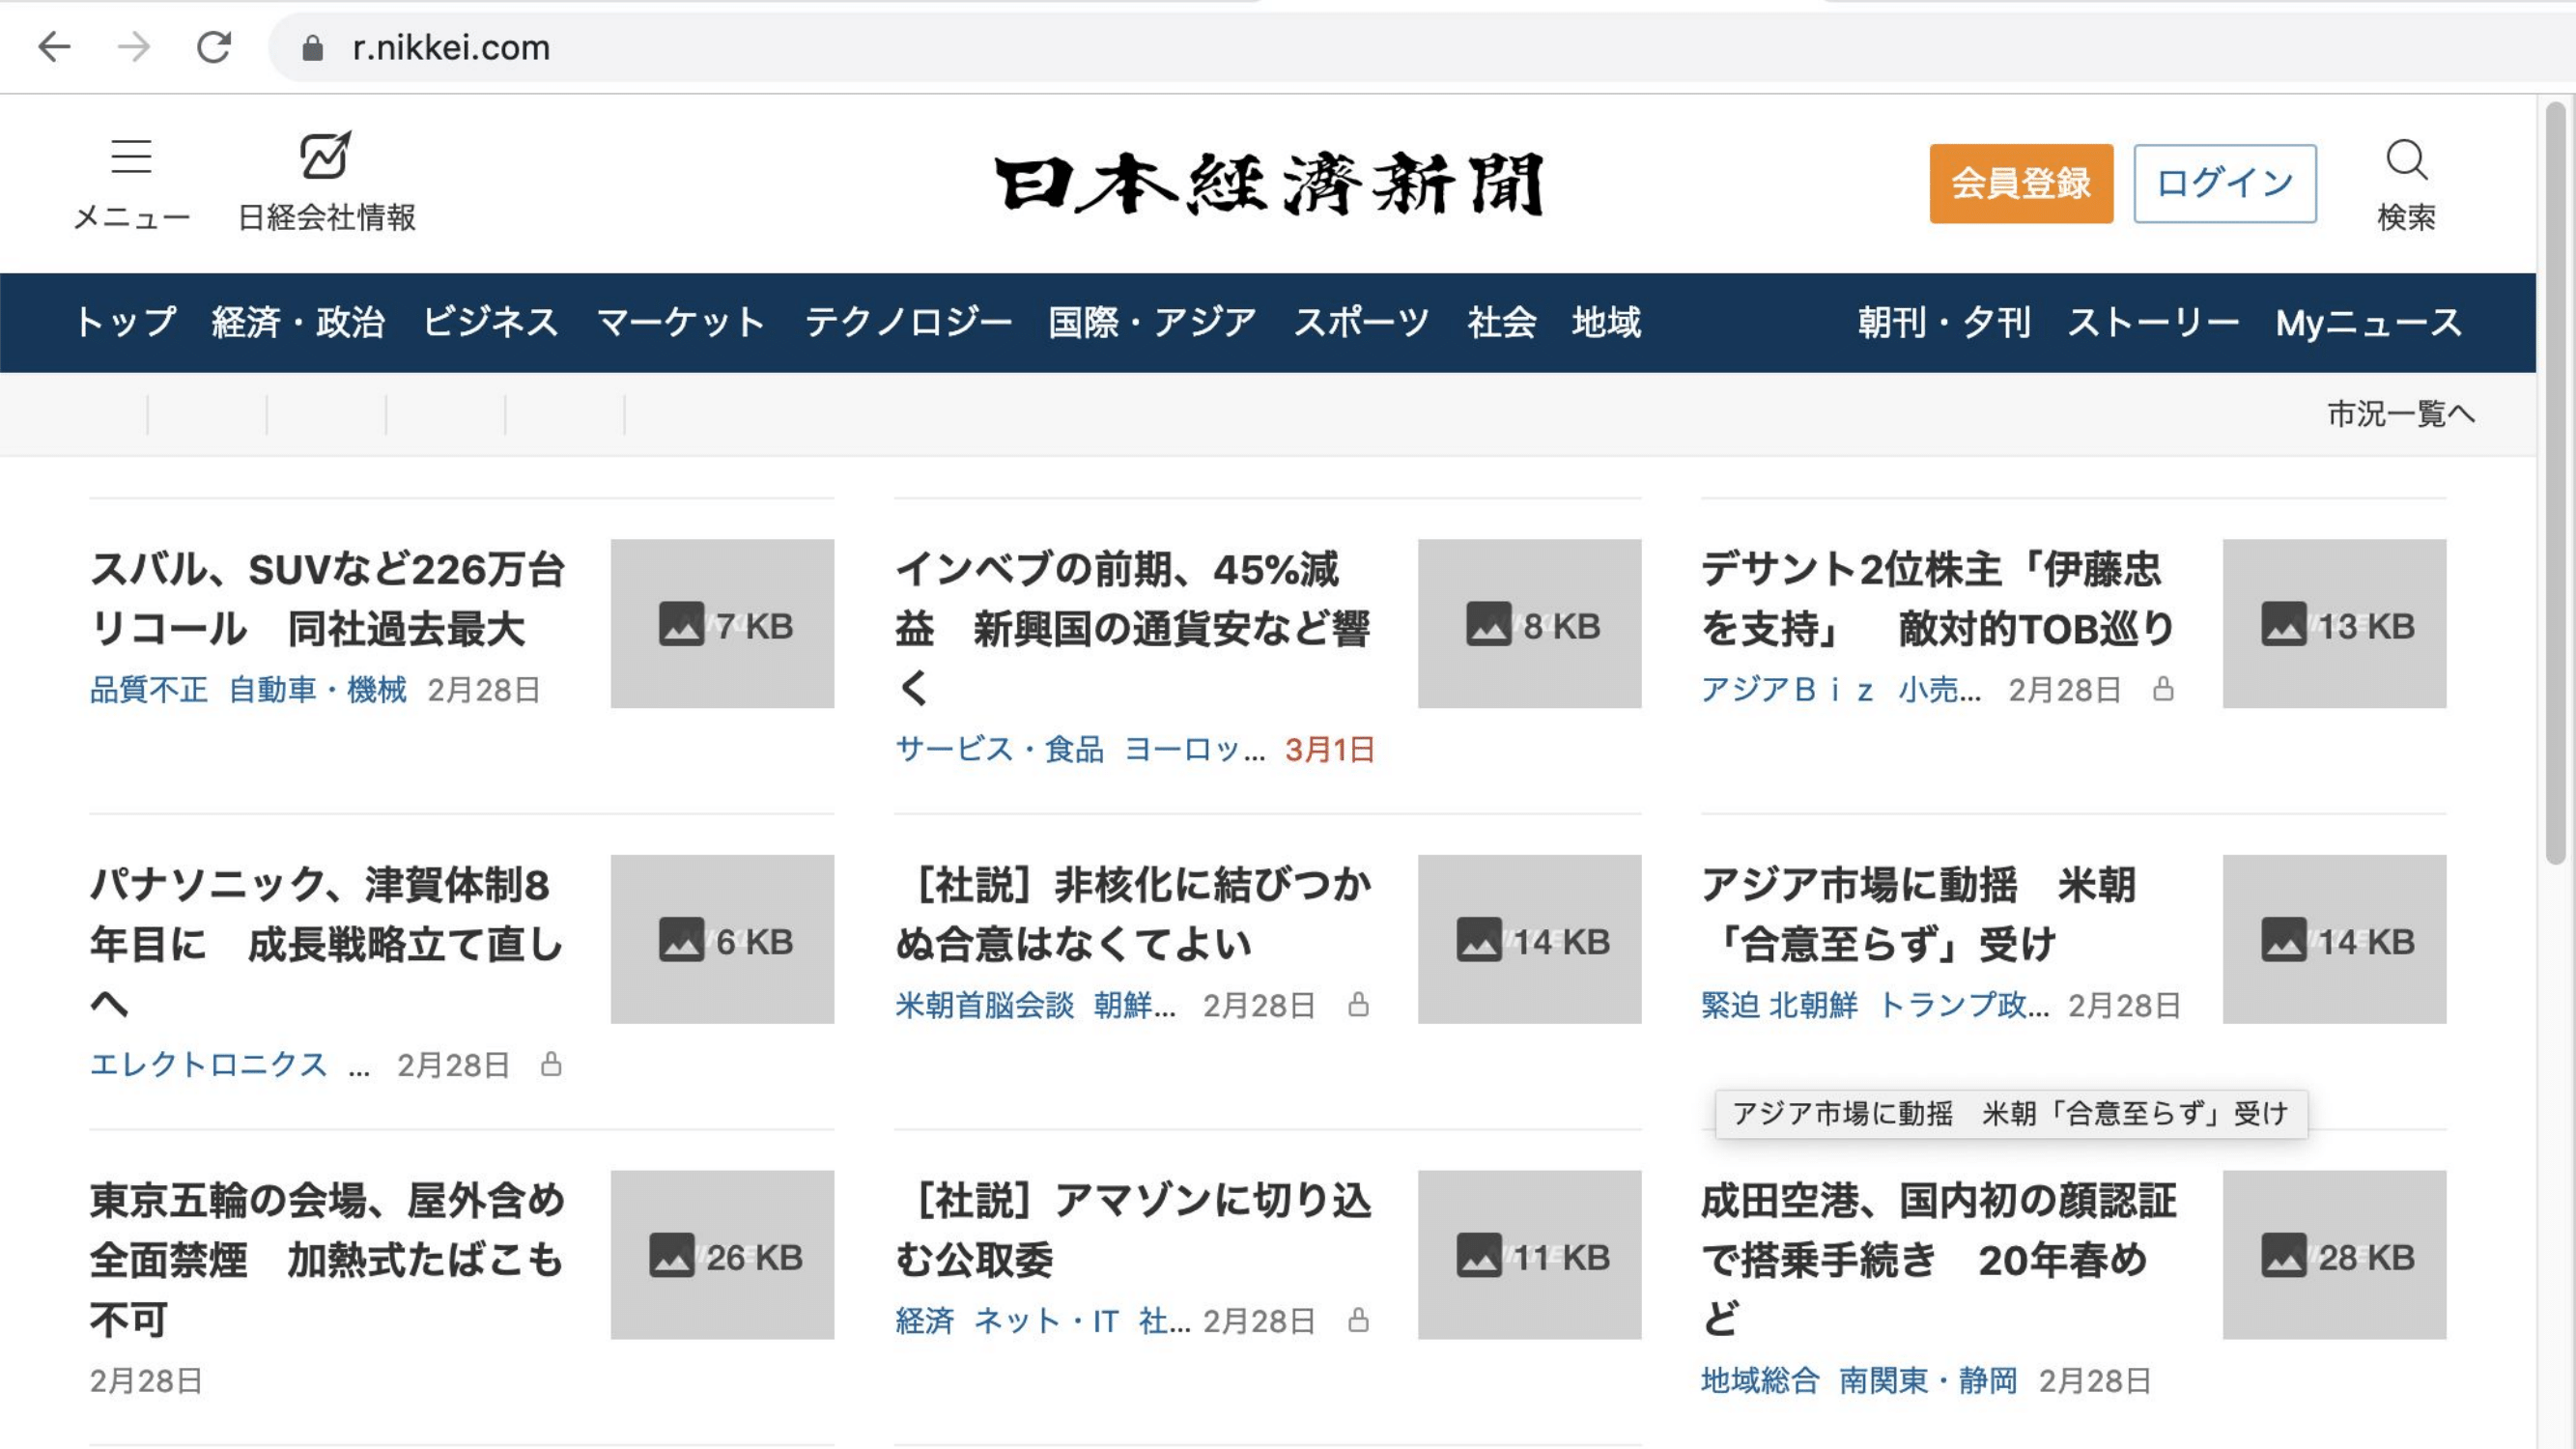 r.nikkei.com
メニュー
日経会社情報
日本経済新聞
会員登録
ログイン
検索
トップ 経済・政治 ビジネス マーケット テクノロジー 国際・アジア スポーツ 社会 地域 朝刊・夕刊 ストーリー Myニュース
市況一覧へ
スバル、SUVなど226万台
リコール　同社過去最大
品質不正 自動車・機械 2月28日
7 KB
インベブの前期、45%減
益　新興国の通貨安など響
く
サービス・食品 ヨーロッ... 3月1日
8 KB
デサント2位株主「伊藤忠
を支持」　敵対的TOB巡り
アジアＢｉｚ 小売... 2月28日
13 KB
パナソニック、津賀体制8
年目に　成長戦略立て直し
へ
エレクトロニクス ... 2月28日
6 KB
［社説］非核化に結びつか
ぬ合意はなくてよい
米朝首脳会談 朝鮮... 2月28日
14 KB
アジア市場に動揺　米朝
「合意至らず」受け
緊迫 北朝鮮 トランプ政... 2月28日
14 KB
アジア市場に動揺　米朝「合意至らず」受け
東京五輪の会場、屋外含め
全面禁煙　加熱式たばこも
不可
2月28日
26 KB
［社説］アマゾンに切り込
む公取委
経済 ネット・IT 社... 2月28日
11 KB
成田空港、国内初の顔認証
で搭乗手続き　20年春め
ど
地域総合 南関東・静岡 2月28日
28 KB